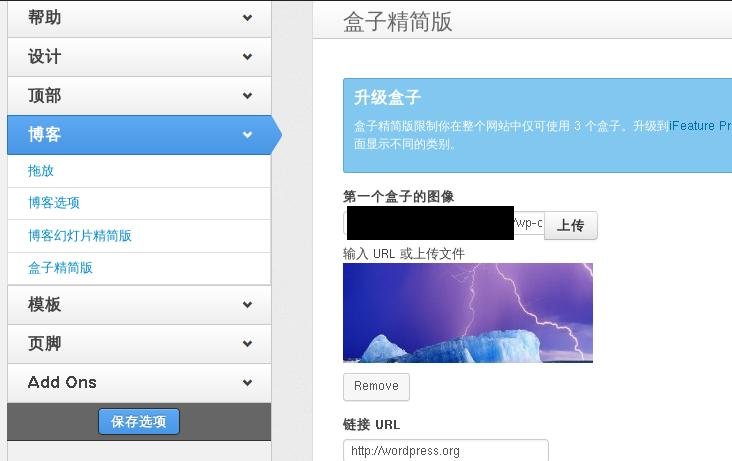 帮助
设计
顶部
博客
拖放
博客选项
博客幻灯片精简版
盒子精简版
模板
页脚
Add Ons
保存选项
盒子精简版
升级盒子
盒子精简版限制你在整个网站中仅可使用 3 个盒子。升级到iFeature Pr
面显示不同的类别。
第一个盒子的图像
/wp-c 上传
输入 URL 或上传文件
Remove
链接 URL
http://wordpress.org